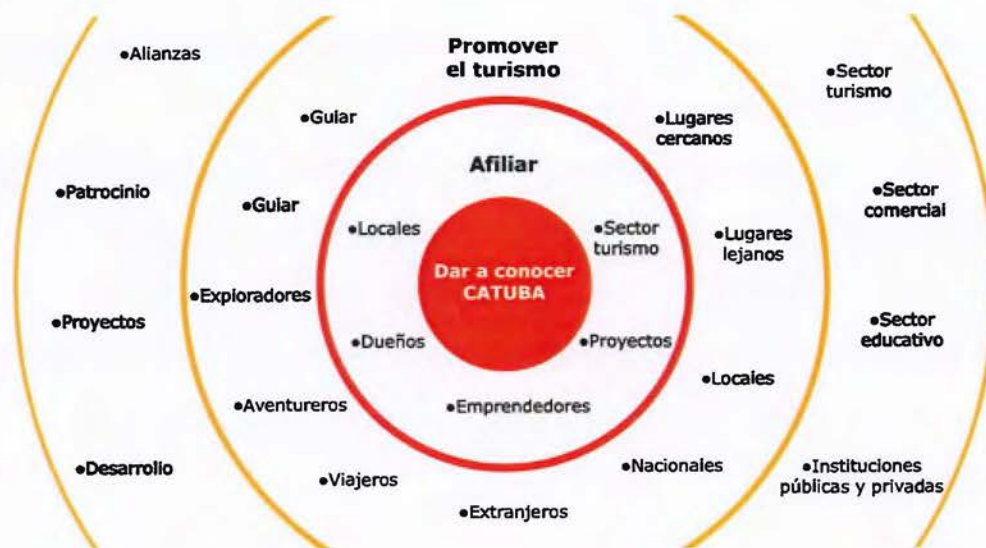 Promover
el turismo
•Alianzas
•Sector
turismo
•Guiar
•Lugares
cercanos
Afiliar
•Patrocinio
•Guiar
•Sector
comercial
•Locales
•Sector
turismo
•Lugares
lejanos
Dar a conocer
CATUBA
•Exploradores
•Proyectos
•Sector
educativo
•Dueños
•Proyectos
•Locales
•Aventureros
•Emprendedores
•Desarrollo
•Viajeros
•Nacionales
•Instituciones
públicas y privadas
•Extranjeros